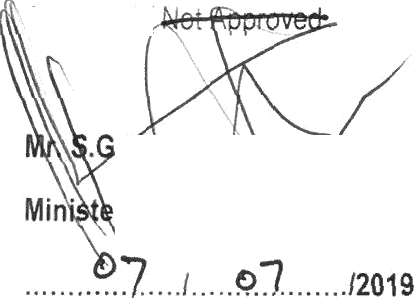 Not Approved
Mr. S.G
Ministe
07 / 07 /2019